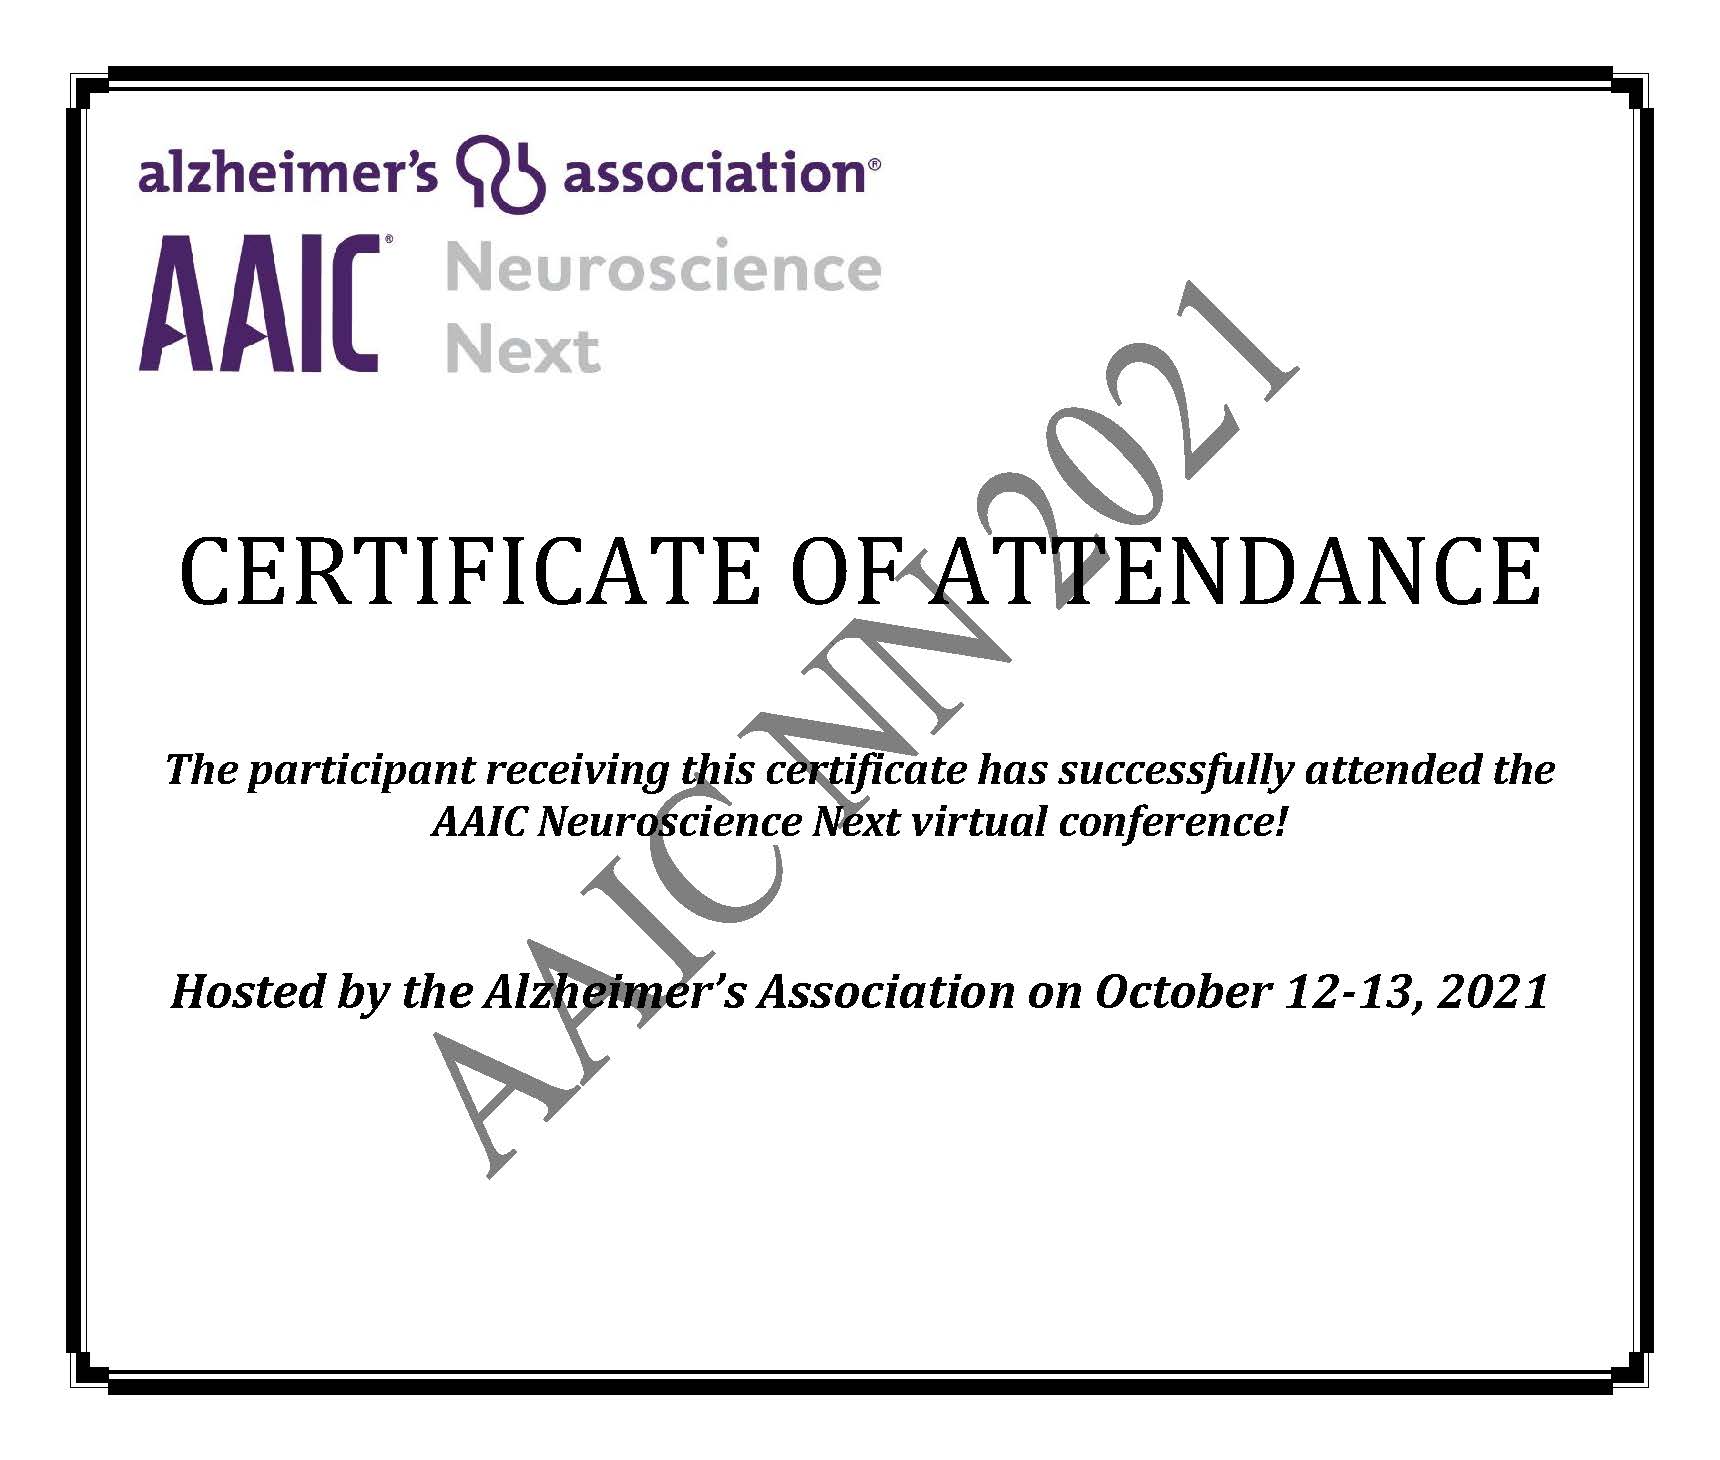 alzheimer's association®
AAIC® Neuroscience
Next
CERTIFICATE OF ATTENDANCE
The participant receiving this certificate has successfully attended the
AAIC Neuroscience Next virtual conference!
Hosted by the Alzheimer’s Association on October 12-13, 2021
AAIC NN 2021